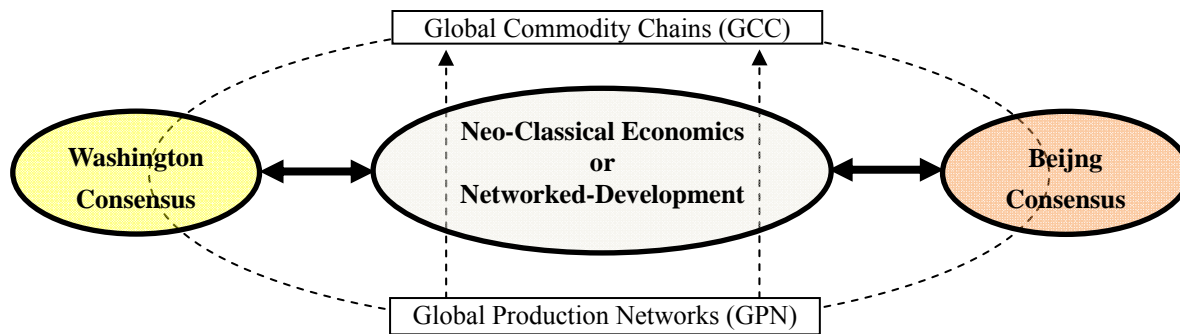 Global Commodity Chains (GCC)
Washington
Consensus
Neo-Classical Economics
or
Networked-Development
Beijng
Consensus
Global Production Networks (GPN)